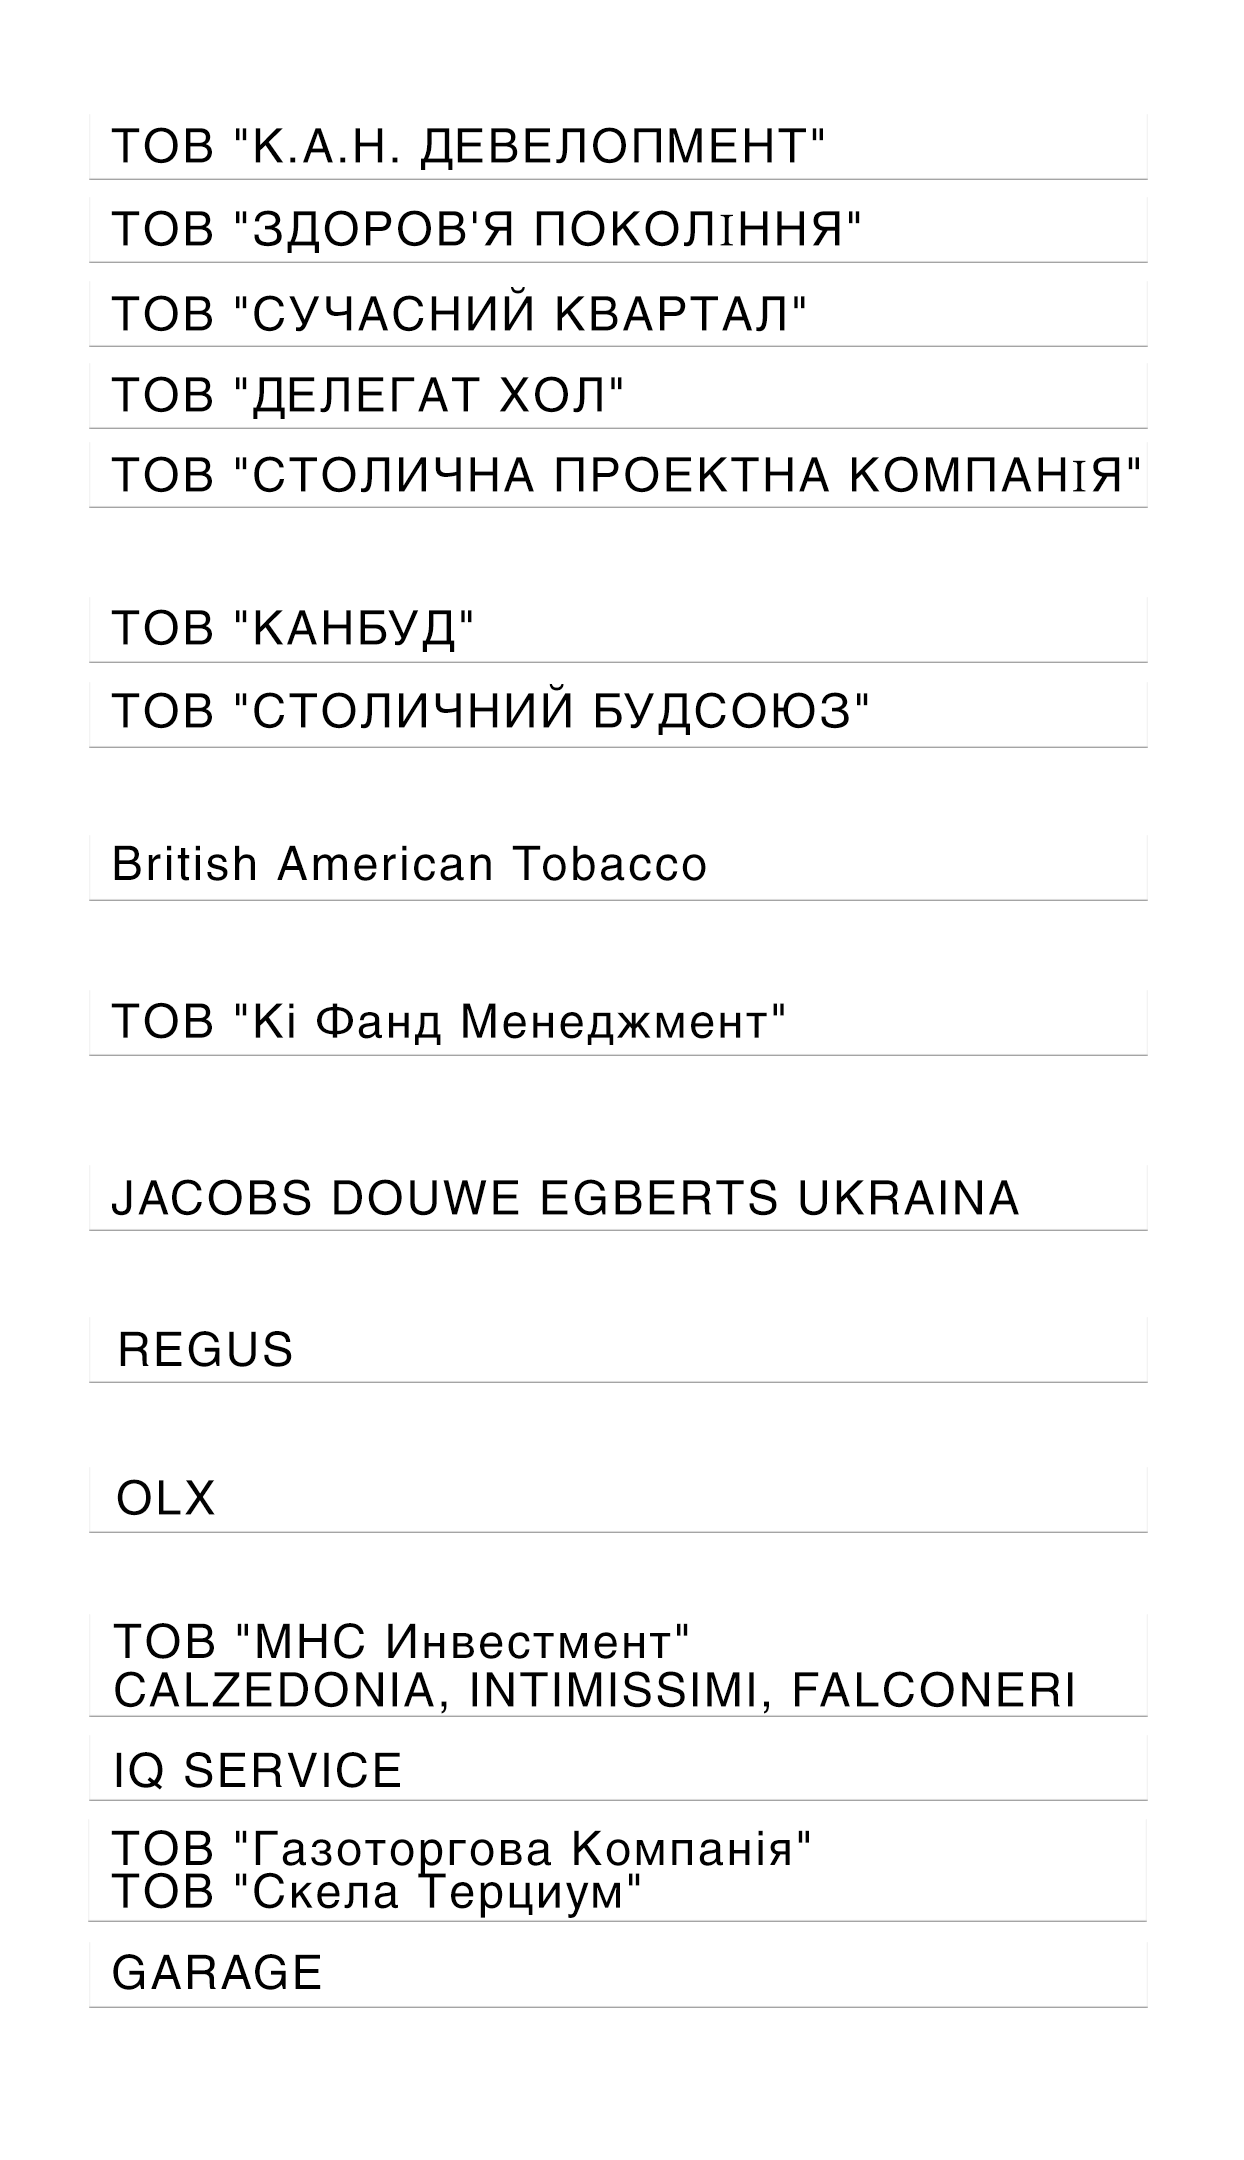 ТОВ "К.А.Н. ДЕВЕЛОПМЕНТ"
ТОВ "ЗДОРОВ'Я ПОКОЛІННЯ"
ТОВ "СУЧАСНИЙ КВАРТАЛ"
ТОВ "ДЕЛЕГАТ ХОЛ"
ТОВ "СТОЛИЧНА ПРОЕКТНА КОМПАНІЯ"
ТОВ "КАНБУД"
ТОВ "СТОЛИЧНИЙ БУДСОЮЗ"
British American Tobacco
ТОВ "Кі Фанд Менеджмент"
JACOBS DOUWE EGBERTS UKRAINA
REGUS
OLX
ТОВ "МНС Инвестмент"
CALZEDONIA, INTIMISSIMI, FALCONERI
IQ SERVICE
ТОВ "Газоторгова Компанія"
ТОВ "Скела Терциум"
GARAGE